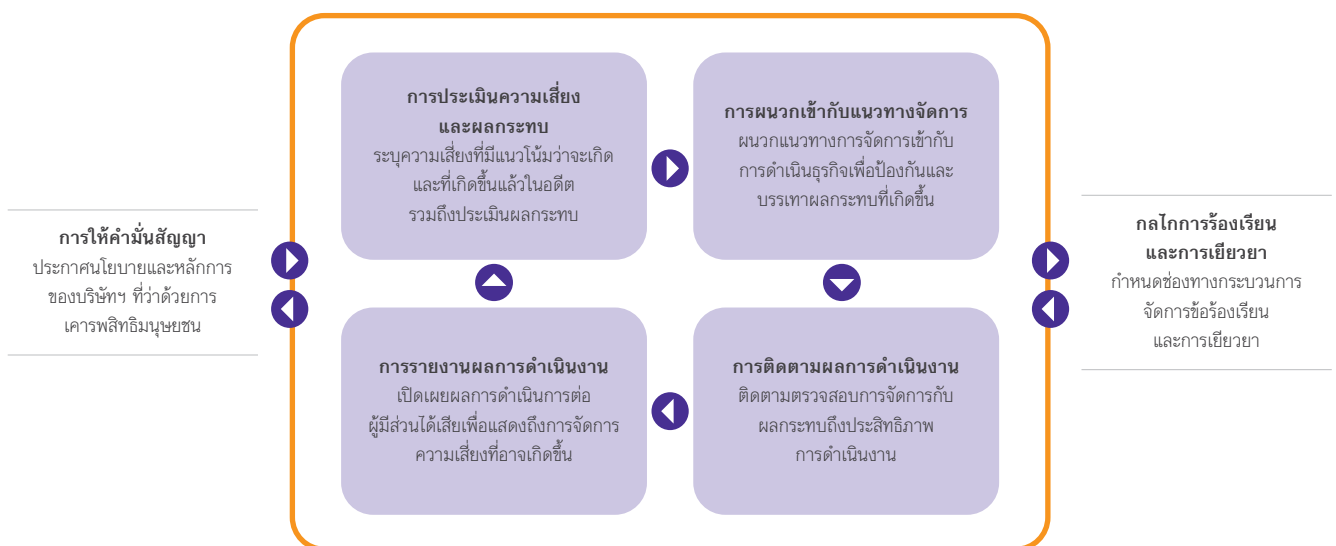 การให้คำมั่นสัญญา
ประกาศนโยบายและหลักการ
ของบริษัทฯ ที่ว่าด้วยการ
เคารพสิทธิมนุษยชน
การประเมินความเสี่ยง
และผลกระทบ
ระบุความเสี่ยงที่มีแนวโน้มว่าจะเกิด
และที่เกิดขึ้นแล้วในอดีต
รวมถึงประเมินผลกระทบ
การผนวกเข้ากับแนวทางจัดการ
ผนวกแนวทางการจัดการเข้ากับ
การดำเนินธุรกิจเพื่อป้องกันและ
บรรเทาผลกระทบที่เกิดขึ้น
การรายงานผลการดำเนินงาน
เปิดเผยผลการดำเนินการต่อ
ผู้มีส่วนได้เสียเพื่อแสดงถึงการจัดการ
ความเสี่ยงที่อาจเกิดขึ้น
การติดตามผลการดำเนินงาน
ติดตามตรวจสอบการจัดการกับ
ผลกระทบถึงประสิทธิภาพ
การดำเนินงาน
กลไกการร้องเรียน
และการเยียวยา
กำหนดช่องทางกระบวนการ
จัดการข้อร้องเรียน
และการเยียวยา